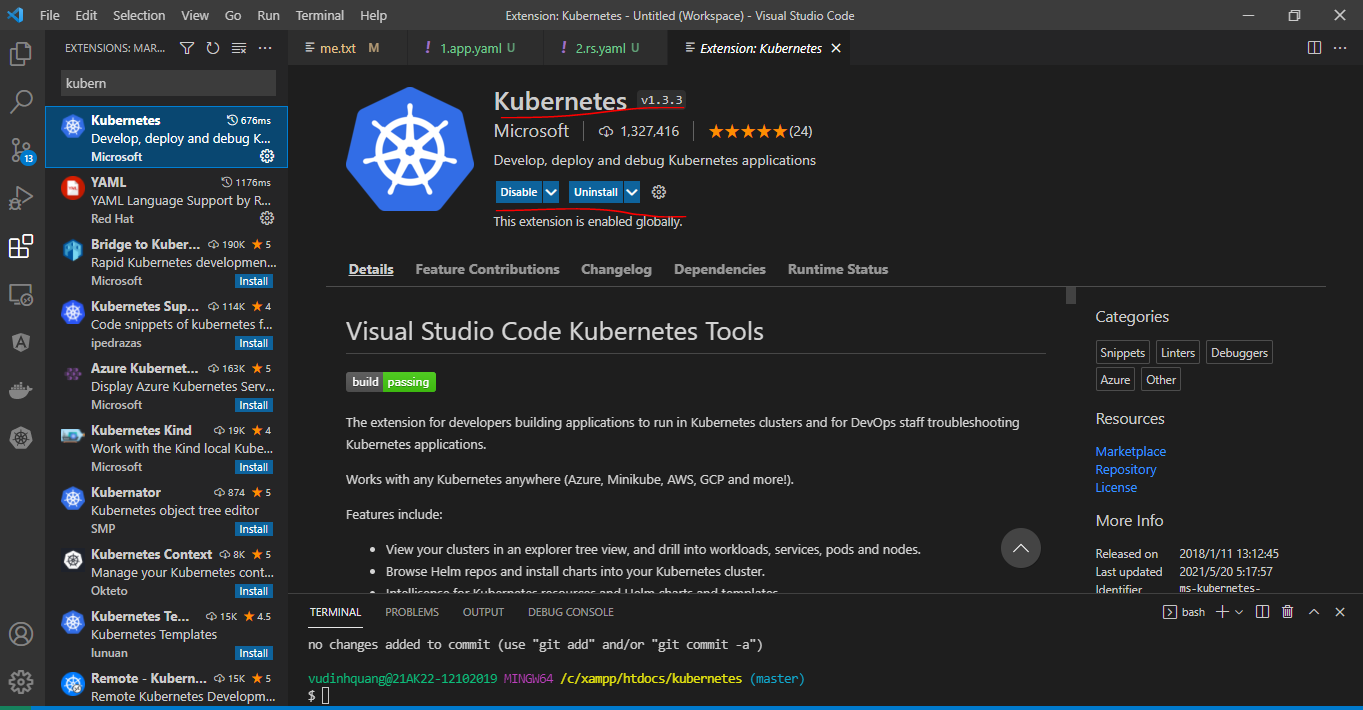 File Edit Selection View Go Run Terminal Help Extension: Kubernetes - Untitled (Workspace) - Visual Studio Code
EXTENSIONS: MAR...
me.txt M
! 1.app.yaml U
! 2.rs.yaml U
Extension: Kubernetes
kubern
13
Kubernetes 676ms
Develop, deploy and debug K...
Microsoft
YAML 1176ms
YAML Language Support by R...
Red Hat
Bridge to Kuber... 190K 5
Rapid Kubernetes developmen...
Microsoft Install
Kubernetes Sup... 114K 4
Code snippets of kubernetes f...
ipedrazas Install
Azure Kubernet... 163K 5
Display Azure Kubernetes Serv...
Microsoft Install
Kubernetes Kind 19K 4
Work with the Kind local Kube...
Microsoft Install
Kubernator 874 5
Kubernetes object tree editor
SMP Install
Kubernetes Context 8K 5
Manage your Kubernetes cont...
Okteto Install
Kubernetes Te... 15K 4.5
Kubernetes Templates
lunuan Install
Remote - Kubern... 15K 5
Remote Kubernetes Developm...
Kubernetes v1.3.3
Microsoft 1,327,416 (24)
Develop, deploy and debug Kubernetes applications
Disable Uninstall
This extension is enabled globally.
Details Feature Contributions Changelog Dependencies Runtime Status
Visual Studio Code Kubernetes Tools
build passing
The extension for developers building applications to run in Kubernetes clusters and for DevOps staff troubleshooting
Kubernetes applications.
Works with any Kubernetes anywhere (Azure, Minikube, AWS, GCP and more!).
Features include:
• View your clusters in an explorer tree view, and drill into workloads, services, pods and nodes.
• Browse Helm repos and install charts into your Kubernetes cluster.
• Intellisense for Kubernetes resources and Helm charts and templates.
Categories
Snippets Linters Debuggers
Azure Other
Resources
Marketplace
Repository
License
More Info
Released on 2018/1/11 13:12:45
Last updated 2021/5/20 5:17:57
Identifier ms-kubernetes-
TERMINAL PROBLEMS OUTPUT DEBUG CONSOLE bash
no changes added to commit (use "git add" and/or "git commit -a")
vudinhquang@21AK22-12102019 MINGW64 /c/xampp/htdocs/kubernetes (master)
$